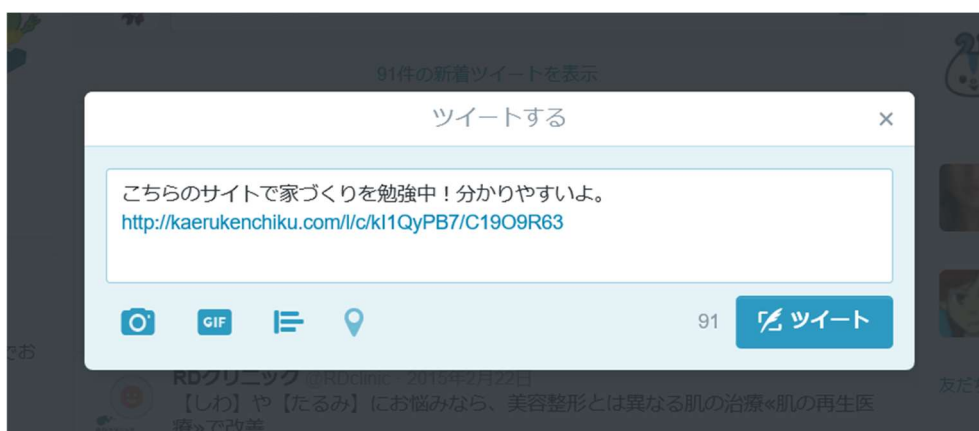 91件の新着ツイートを表示
ツイートする ×
こちらのサイトで家づくりを勉強中！分かりやすいよ。
http://kaerukenchiku.com/l/c/kI1QyPB7/C19O9R63
GIF
91 ツイート
でお
RDクリニック @RDclinic · 2015年2月22日
友だち
【しわ】や【たるみ】にお悩みなら、美容整形とは異なる肌の治療«肌の再生医
療»で改善